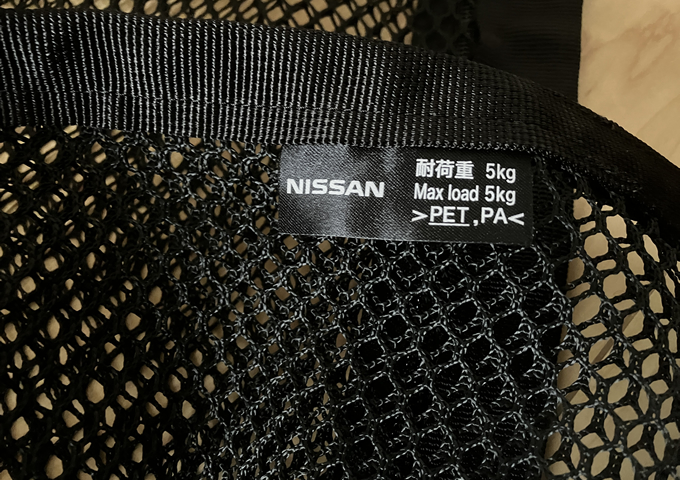 NISSAN
耐荷重 5kg
Max load 5kg
>PET,PA<